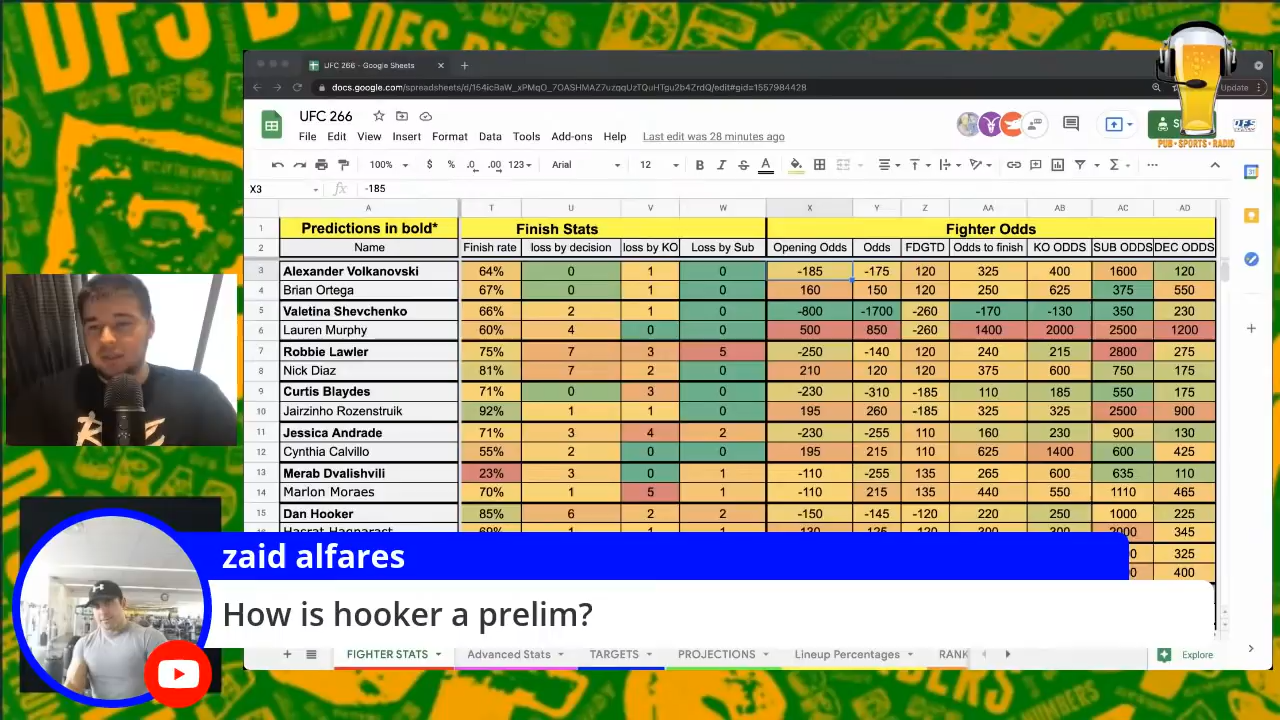 UFC 266 - Google Sheets
docs.google.com
Update
UFC 266
File Edit View Insert Format Data Tools Add-ons Help Last edit was 28 minutes ago
PUB·SPORTS·RADIO
100% $ % .0 .00 123 Arial 12 B I S A
X3 fx -185
A T U V W X Y Z AA AB AC AD
1 Predictions in bold* Finish Stats Fighter Odds
2 Name Finish rate loss by decision loss by KO Loss by Sub Opening Odds Odds FDGTD Odds to finish KO ODDS SUB ODDS DEC ODDS
3 Alexander Volkanovski 64% 0 1 0 -185 -175 120 325 400 1600 120
4 Brian Ortega 67% 0 1 0 160 150 120 250 625 375 550
5 Valetina Shevchenko 66% 2 1 0 -800 -1700 -260 -170 -130 350 230
6 Lauren Murphy 60% 4 0 0 500 850 -260 1400 2000 2500 1200
7 Robbie Lawler 75% 7 3 5 -250 -140 120 240 215 2800 275
8 Nick Diaz 81% 7 2 0 210 120 120 375 600 750 175
9 Curtis Blaydes 71% 0 3 0 -230 -310 -185 110 185 550 175
10 Jairzinho Rozenstruik 92% 1 1 0 195 260 -185 325 325 2500 900
11 Jessica Andrade 71% 3 4 2 -230 -255 110 160 230 900 130
12 Cynthia Calvillo 55% 2 0 0 195 215 110 625 1400 600 425
13 Merab Dvalishvili 23% 3 0 1 -110 -255 135 265 600 635 110
14 Marlon Moraes 70% 1 5 1 -110 215 135 440 550 1110 465
15 Dan Hooker 85% 6 2 2 -150 -145 -120 220 250 1000 225
345
325
400
zaid alfares
How is hooker a prelim?
FIGHTER STATS Advanced Stats TARGETS PROJECTIONS Lineup Percentages RANK
Explore